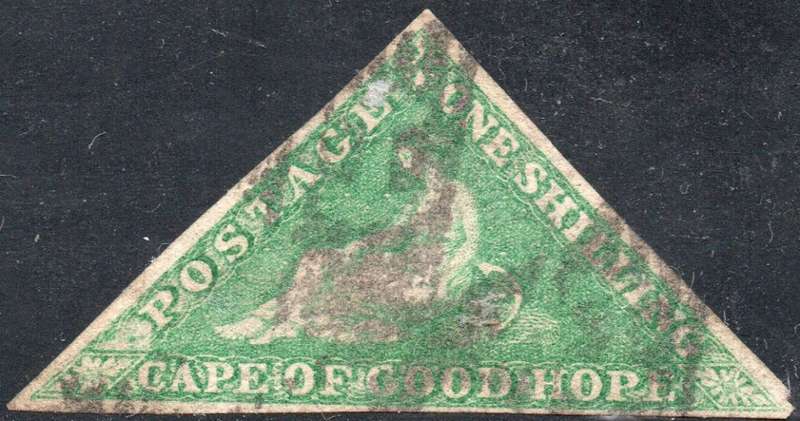 POSTAGE
ONE SHILLING
CAPE OF GOOD HOPE